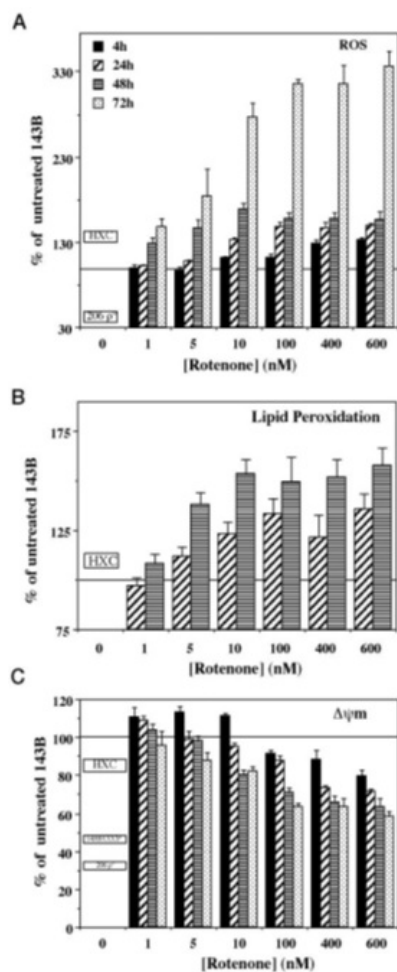 A
ROS
4h
24h
48h
72h
330
230
130
30
% of untreated 143B
HXC
206 ρ°
0 1 5 10 100 400 600
[Rotenone] (nM)
B
Lipid Peroxidation
175
125
75
% of untreated 143B
HXC
0 1 5 10 100 400 600
[Rotenone] (nM)
C
Δψm
120
100
80
60
40
20
0
% of untreated 143B
HXC
0 1 5 10 100 400 600
[Rotenone] (nM)